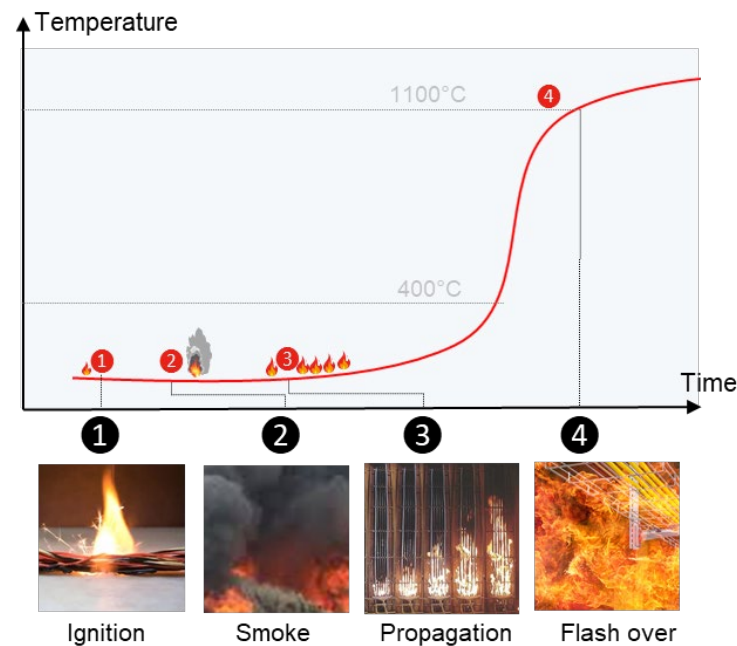 Temperature
1100°C
4
400°C
1
2
3
Time
1
2
3
4
Ignition
Smoke
Propagation
Flash over